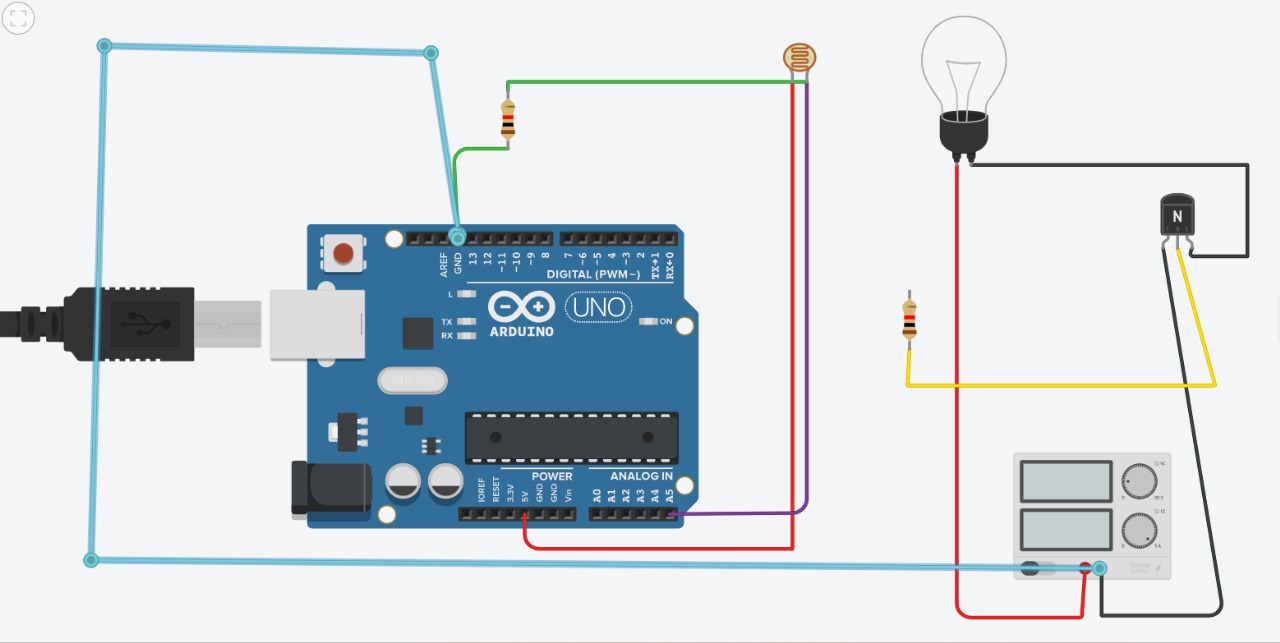 N
AREF
GND
13
12
~11
~10
~9
8
7
~6
~5
4
~3
2
TX→1
RX←0
DIGITAL (PWM~)
L
TX
RX
UNO
ARDUINO
ON
POWER
ANALOG IN
IOREF
RESET
3.3V
5V
GND
GND
Vin
A0
A1
A2
A3
A4
A5